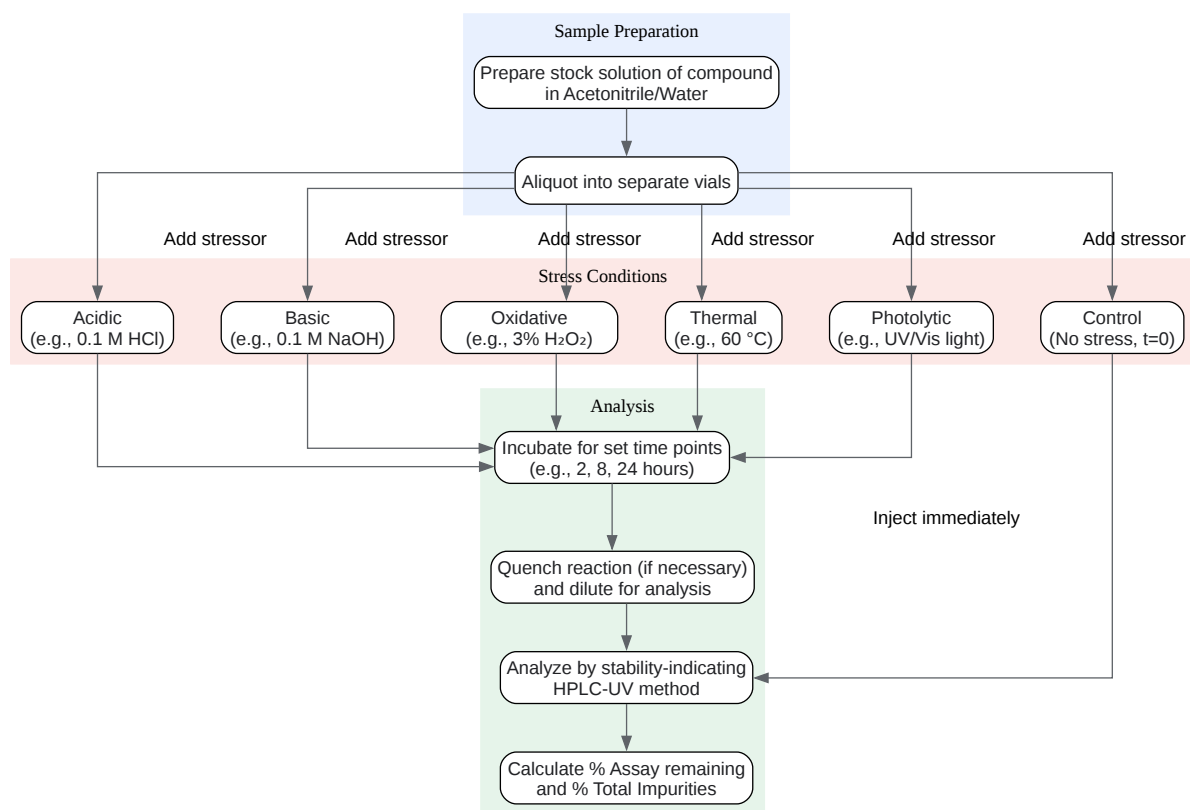 Sample Preparation
Prepare stock solution of compound
in Acetonitrile/Water
Aliquot into separate vials
Add stressor
Add stressor
Add stressor
Add stressor
Add stressor
Add stressor
Stress Conditions
Acidic
(e.g., 0.1 M HCl)
Basic
(e.g., 0.1 M NaOH)
Oxidative
(e.g., 3% H₂O₂)
Thermal
(e.g., 60 °C)
Photolytic
(e.g., UV/Vis light)
Control
(No stress, t=0)
Analysis
Incubate for set time points
(e.g., 2, 8, 24 hours)
Inject immediately
Quench reaction (if necessary)
and dilute for analysis
Analyze by stability-indicating
HPLC-UV method
Calculate % Assay remaining
and % Total Impurities